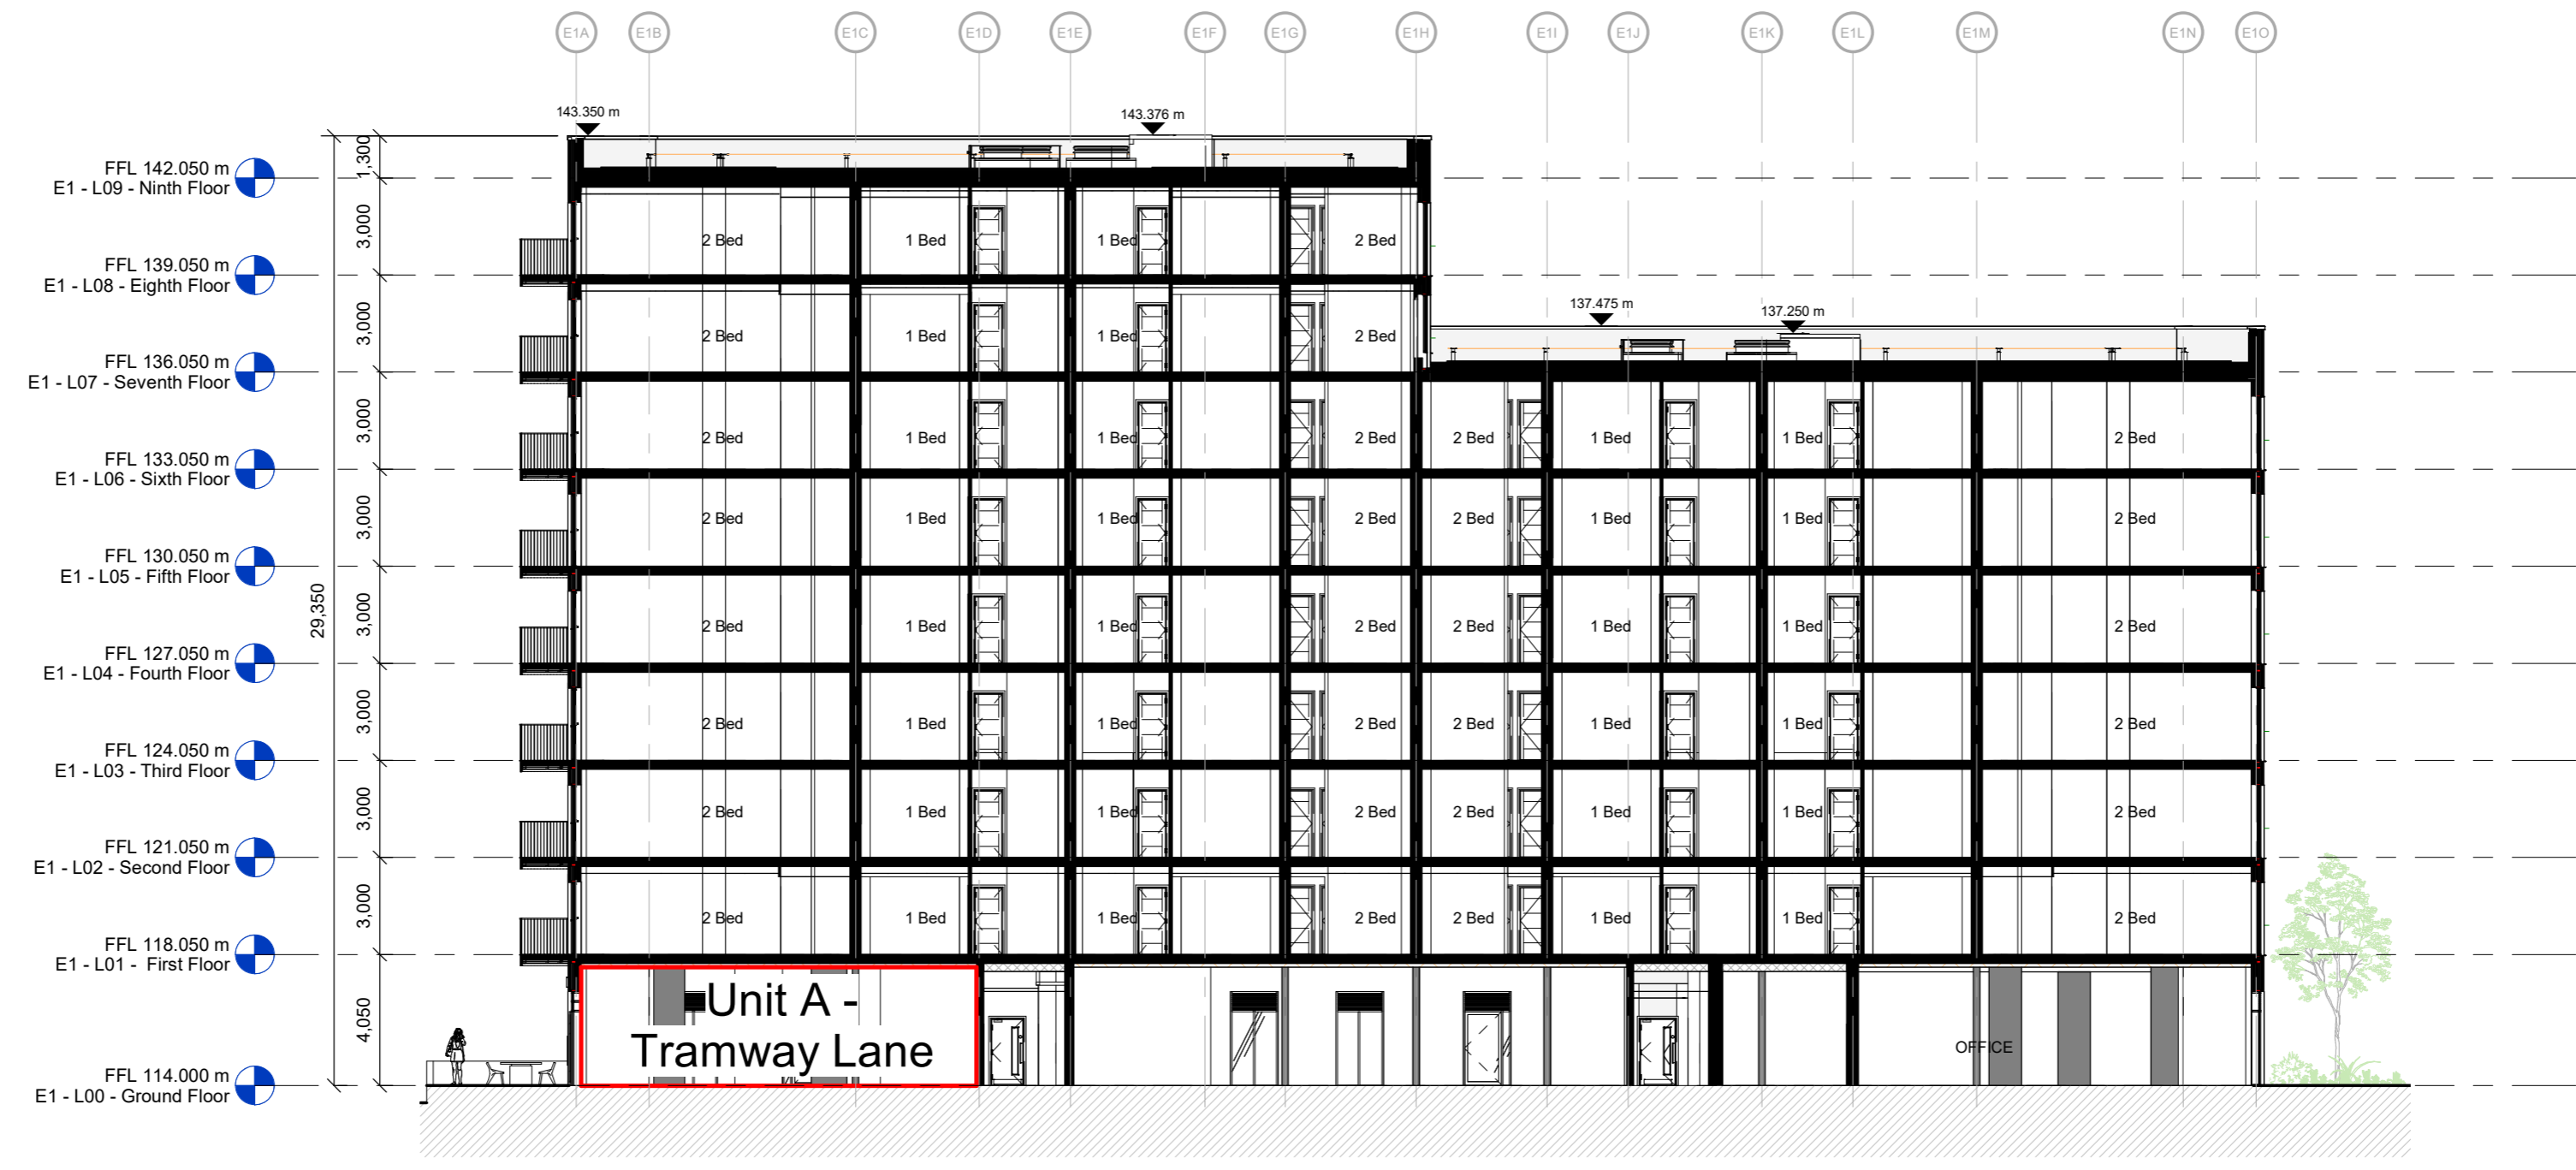 E1A E1B E1C E1D E1E E1F E1G E1H E1I E1J E1K E1L E1M E1N E1O
143.350 m 143.376 m
1,300
FFL 142.050 m
E1 - L09 - Ninth Floor
3,000
2 Bed 1 Bed 1 Bed 2 Bed
FFL 139.050 m
E1 - L08 - Eighth Floor
137.475 m 137.250 m
3,000
2 Bed 1 Bed 1 Bed 2 Bed
FFL 136.050 m
E1 - L07 - Seventh Floor
3,000
2 Bed 1 Bed 1 Bed 2 Bed 2 Bed 1 Bed 1 Bed 2 Bed
FFL 133.050 m
E1 - L06 - Sixth Floor
3,000
2 Bed 1 Bed 1 Bed 2 Bed 2 Bed 1 Bed 1 Bed 2 Bed
FFL 130.050 m
E1 - L05 - Fifth Floor
29,350
3,000
2 Bed 1 Bed 1 Bed 2 Bed 2 Bed 1 Bed 1 Bed 2 Bed
FFL 127.050 m
E1 - L04 - Fourth Floor
3,000
2 Bed 1 Bed 1 Bed 2 Bed 2 Bed 1 Bed 1 Bed 2 Bed
FFL 124.050 m
E1 - L03 - Third Floor
3,000
2 Bed 1 Bed 1 Bed 2 Bed 2 Bed 1 Bed 1 Bed 2 Bed
FFL 121.050 m
E1 - L02 - Second Floor
3,000
2 Bed 1 Bed 1 Bed 2 Bed 2 Bed 1 Bed 1 Bed 2 Bed
FFL 118.050 m
E1 - L01 - First Floor
4,050
Unit A -
Tramway Lane
OFFICE
FFL 114.000 m
E1 - L00 - Ground Floor